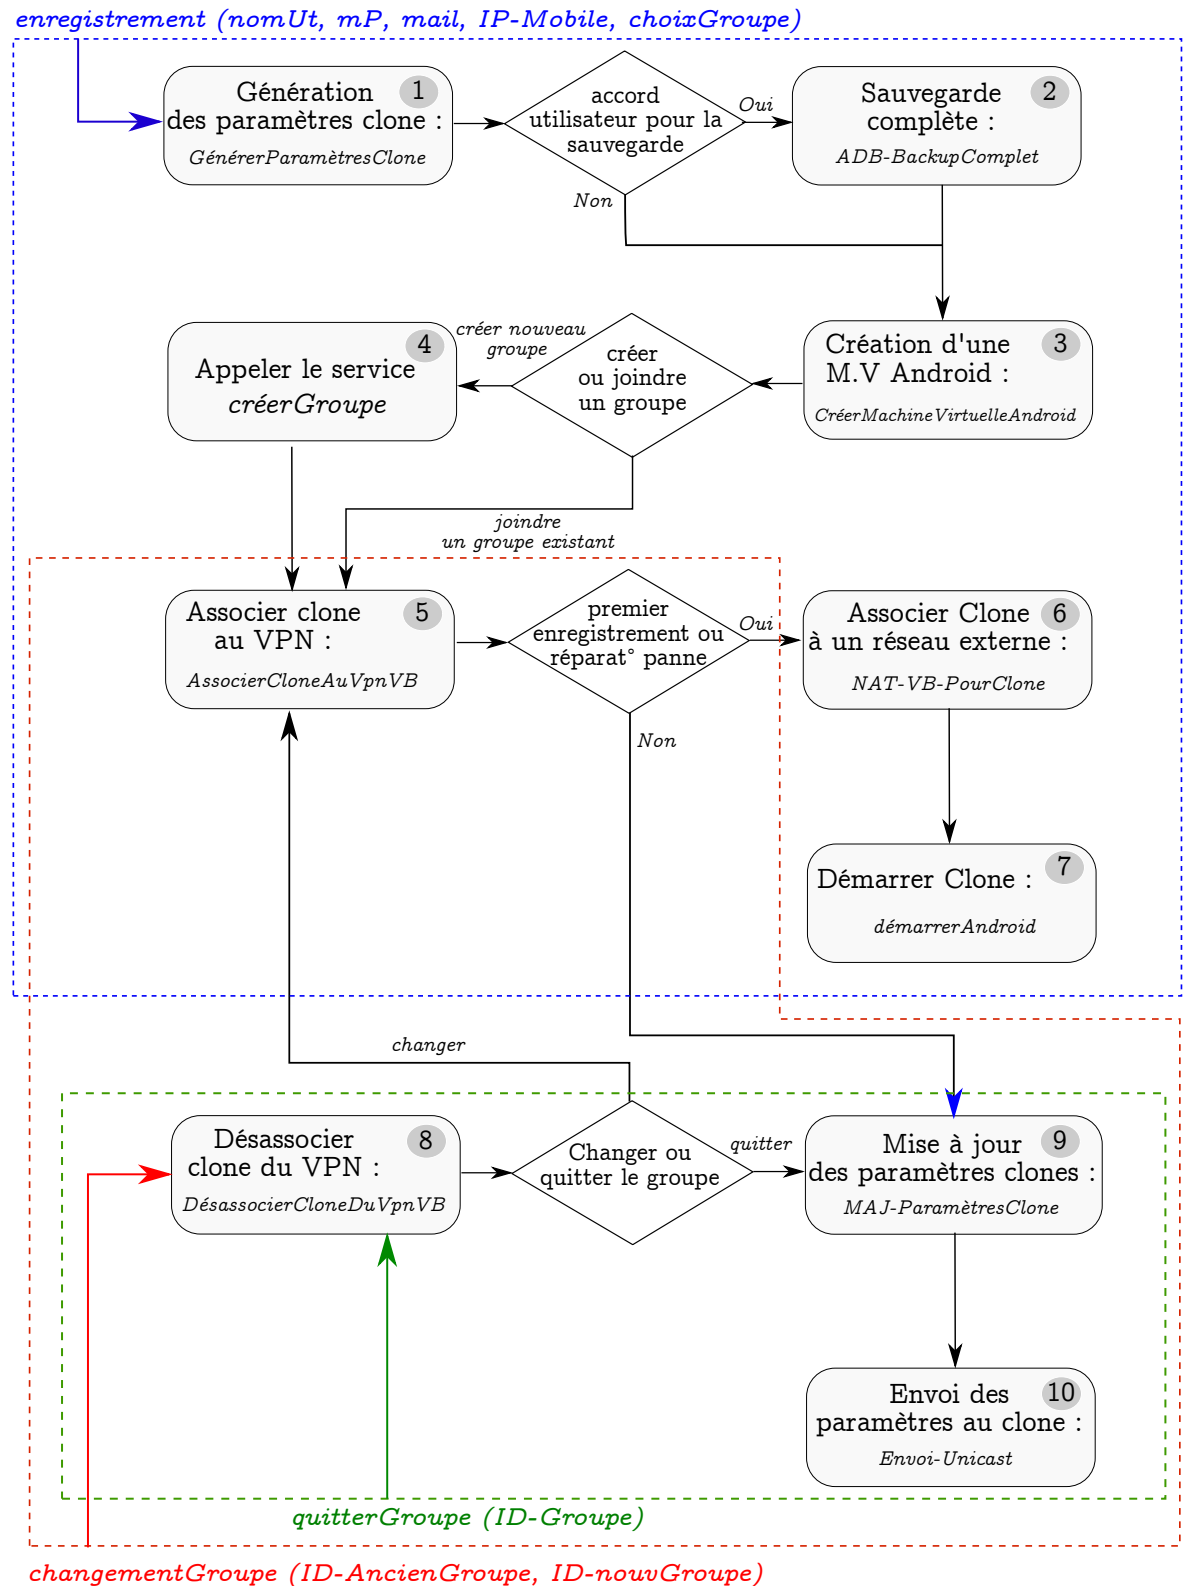 enregistrement (nomUt, mP, mail, IP-Mobile, choixGroupe)
Génération
des paramètres clone :
GénérerParamètresClone
1
accord
utilisateur pour la
sauvegarde
Oui
Non
Sauvegarde
complète :
ADB-BackupComplet
2
Création d'une
M.V Android :
CréerMachineVirtuelleAndroid
3
créer
ou joindre
un groupe
créer nouveau
groupe
joindre
un groupe existant
Appeler le service
créerGroupe
4
Associer clone
au VPN :
AssocierCloneAuVpnVB
5
premier
enregistrement ou
réparat° panne
Oui
Non
Associer Clone
à un réseau externe :
NAT-VB-PourClone
6
Démarrer Clone :
démarrerAndroid
7
changer
Désassocier
clone du VPN :
DésassocierCloneDuVpnVB
8
Changer ou
quitter le groupe
quitter
Mise à jour
des paramètres clones :
MAJ-ParamètresClone
9
Envoi des
paramètres au clone :
Envoi-Unicast
10
quitterGroupe (ID-Groupe)
changementGroupe (ID-AncienGroupe, ID-nouvGroupe)